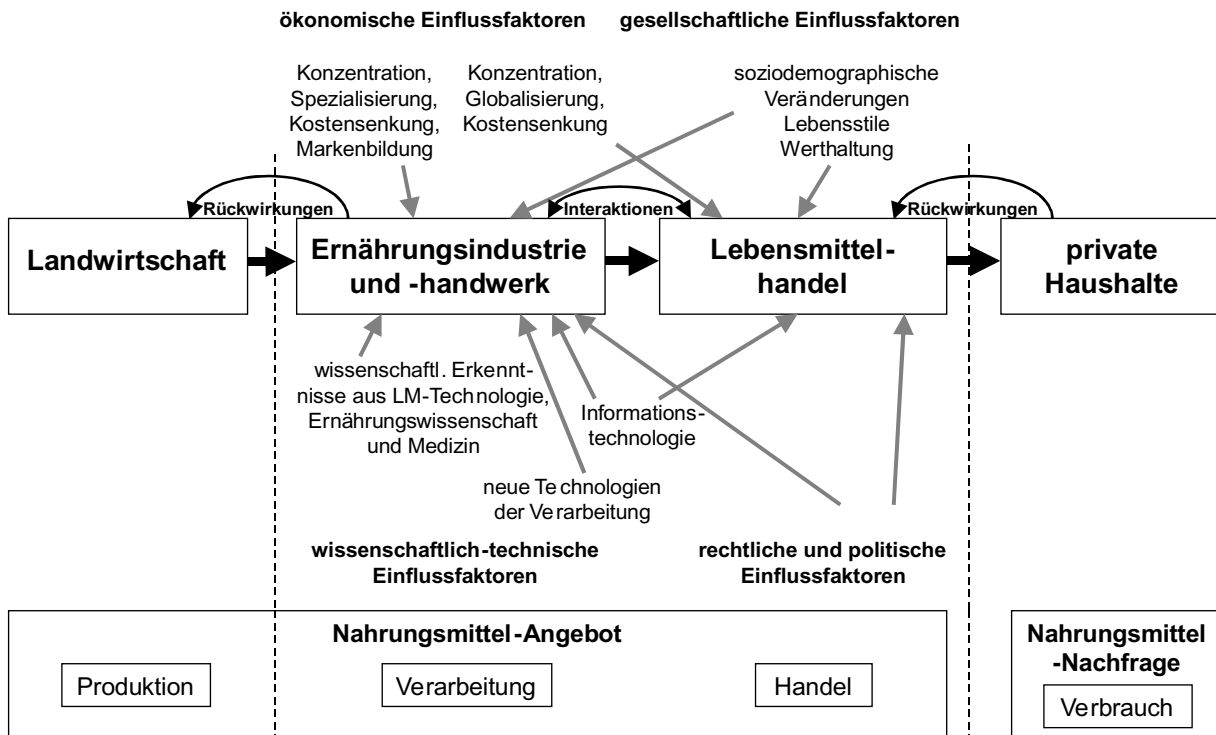 ökonomische Einflussfaktoren
gesellschaftliche Einflussfaktoren
Konzentration,
Spezialisierung,
Kostensenkung,
Markenbildung
Konzentration,
Globalisierung,
Kostensenkung
soziodemographische
Veränderungen
Lebensstile
Werthaltung
Rückwirkungen
Interaktionen
Rückwirkungen
Landwirtschaft
Ernährungsindustrie
und -handwerk
Lebensmittel-
handel
private
Haushalte
wissenschaftl. Erkennt-
nisse aus LM-Technologie,
Ernährungswissenschaft
und Medizin
Informations-
technologie
neue Technologien
der Verarbeitung
wissenschaftlich-technische
Einflussfaktoren
rechtliche und politische
Einflussfaktoren
Nahrungsmittel-Angebot
Produktion
Verarbeitung
Handel
Nahrungsmittel
-Nachfrage
Verbrauch